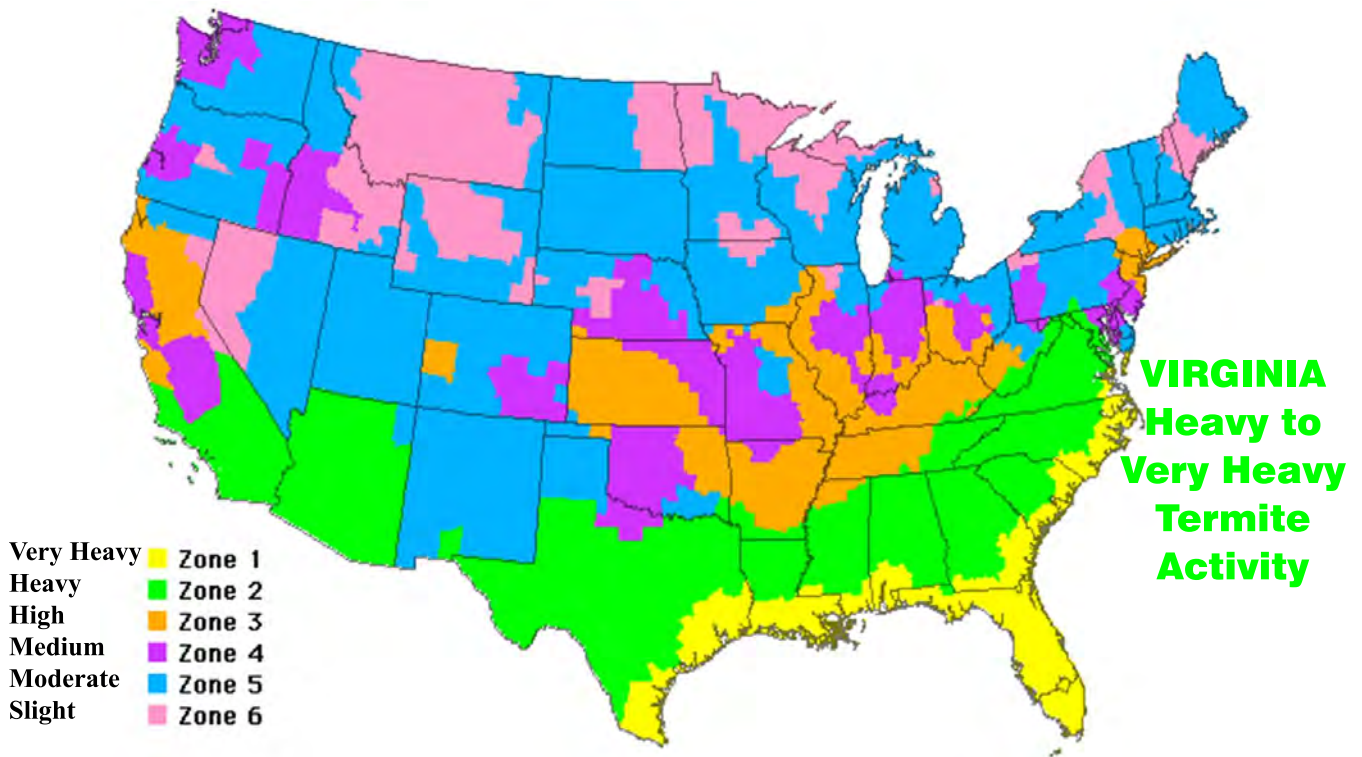 VIRGINIA
Heavy to
Very Heavy
Termite
Activity
Very Heavy Zone 1
Heavy Zone 2
High Zone 3
Medium Zone 4
Moderate Zone 5
Slight Zone 6